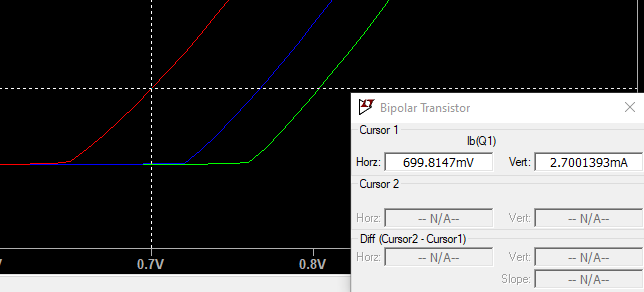 Bipolar Transistor
Cursor 1
Ib(Q1)
Horz: 699.8147mV Vert: 2.7001393mA
Cursor 2
Horz: -- N/A-- Vert: -- N/A--
Diff (Cursor2 - Cursor1)
Horz: -- N/A-- Vert: -- N/A--
Slope: -- N/A--
V 0.7V 0.8V